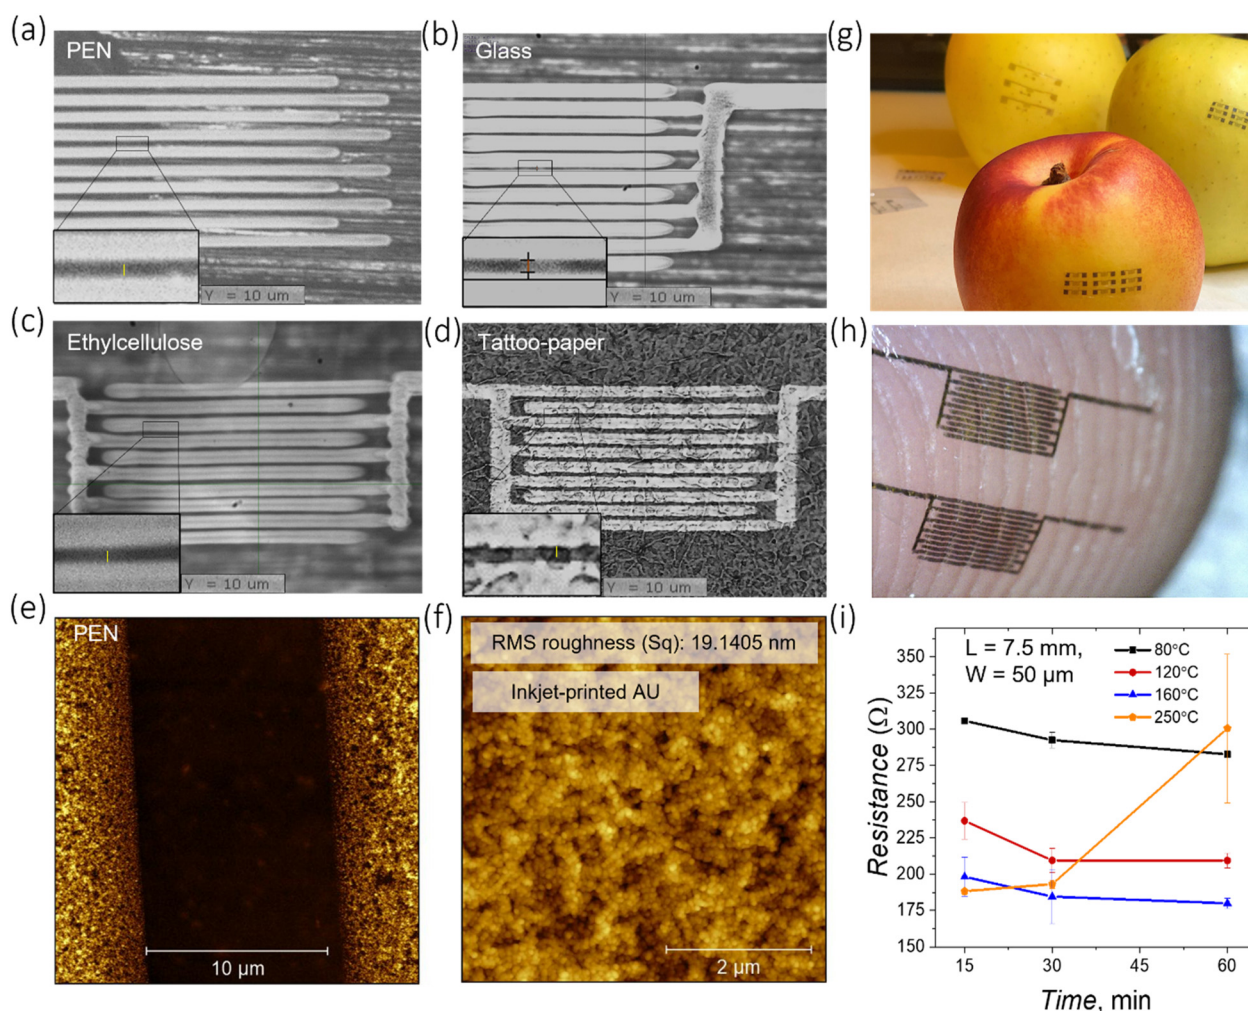 (a)
PEN
Y = 10 um
(b)
Glass
Y = 10 um
(g)
(c)
Ethylcellulose
Y = 10 um
(d)
Tattoo-paper
Y = 10 um
(h)
(e)
PEN
10 µm
(f)
RMS roughness (Sq): 19.1405 nm
Inkjet-printed AU
2 µm
(i)
L = 7.5 mm,
W = 50 µm
80°C
120°C
160°C
250°C
Resistance (Ω)
350
325
300
275
250
225
200
175
150
15 30 45 60
Time, min